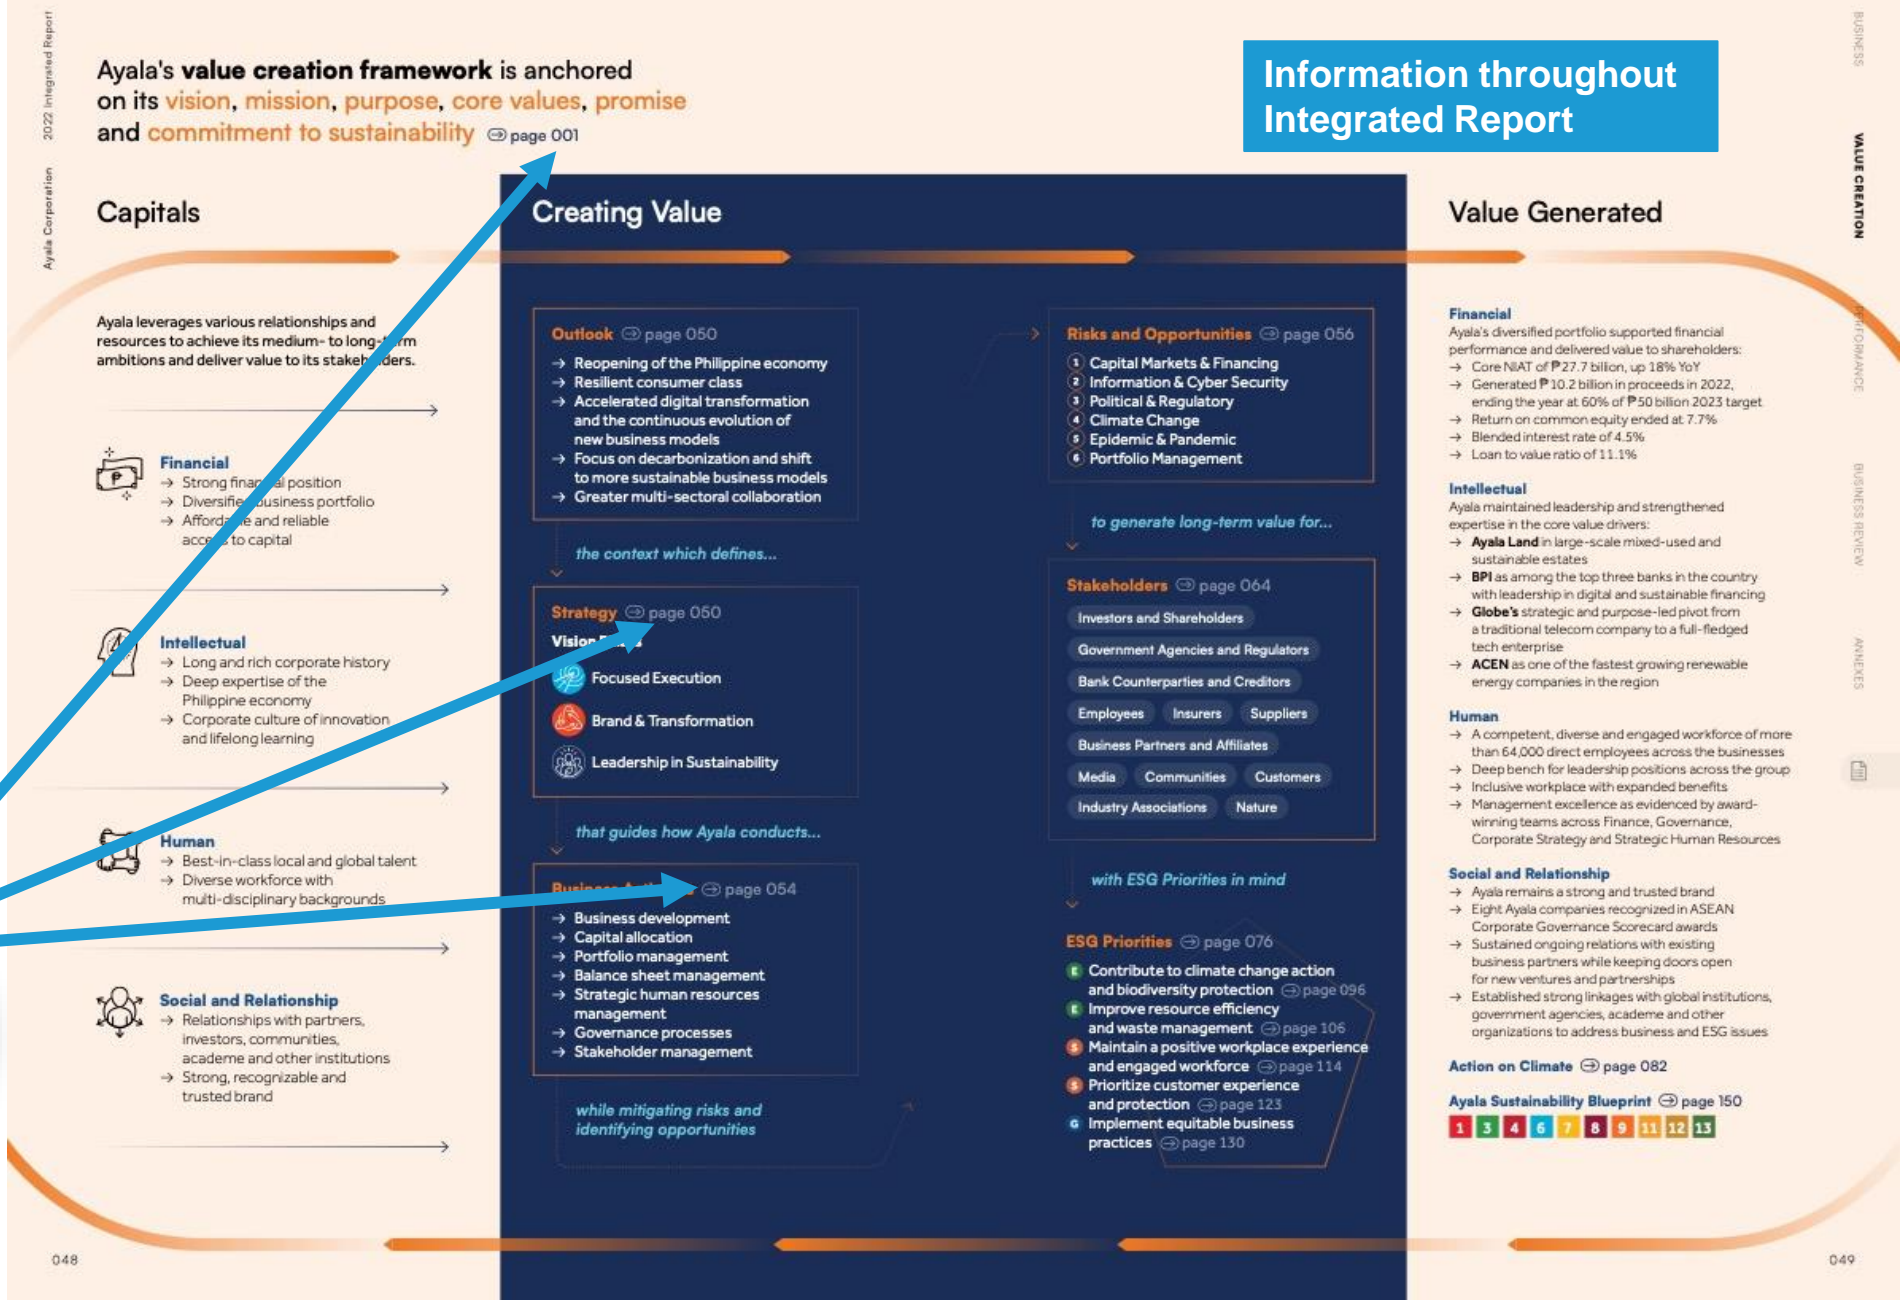 Ayala Corporation 2022 Integrated Report
Ayala's value creation framework is anchored
on its vision, mission, purpose, core values, promise
and commitment to sustainability page 001
Information throughout
Integrated Report
BUSINESS
VALUE CREATION
PERFORMANCE
BUSINESS REVIEW
ANNEXES
Capitals
Ayala leverages various relationships and
resources to achieve its medium- to long-term
ambitions and deliver value to its stakeholders.
Financial
→ Strong financial position
→ Diversified business portfolio
→ Affordable and reliable
access to capital
Intellectual
→ Long and rich corporate history
→ Deep expertise of the
Philippine economy
→ Corporate culture of innovation
and lifelong learning
Human
→ Best-in-class local and global talent
→ Diverse workforce with
multi-disciplinary backgrounds
Social and Relationship
→ Relationships with partners,
investors, communities,
academe and other institutions
→ Strong, recognizable and
trusted brand
Creating Value
Outlook page 050
→ Reopening of the Philippine economy
→ Resilient consumer class
→ Accelerated digital transformation
and the continuous evolution of
new business models
→ Focus on decarbonization and shift
to more sustainable business models
→ Greater multi-sectoral collaboration
the context which defines...
Strategy page 050
Vision
Focused Execution
Brand & Transformation
Leadership in Sustainability
that guides how Ayala conducts...
Business page 054
→ Business development
→ Capital allocation
→ Portfolio management
→ Balance sheet management
→ Strategic human resources
management
→ Governance processes
→ Stakeholder management
while mitigating risks and
identifying opportunities
Risks and Opportunities page 056
1 Capital Markets & Financing
2 Information & Cyber Security
3 Political & Regulatory
4 Climate Change
5 Epidemic & Pandemic
6 Portfolio Management
to generate long-term value for...
Stakeholders page 064
Investors and Shareholders
Government Agencies and Regulators
Bank Counterparties and Creditors
Employees Insurers Suppliers
Business Partners and Affiliates
Media Communities Customers
Industry Associations Nature
with ESG Priorities in mind
ESG Priorities page 076
E Contribute to climate change action
and biodiversity protection page 096
E Improve resource efficiency
and waste management page 106
S Maintain a positive workplace experience
and engaged workforce page 114
S Prioritize customer experience
and protection page 123
G Implement equitable business
practices page 130
Value Generated
Financial
Ayala's diversified portfolio supported financial
performance and delivered value to shareholders:
→ Core NIAT of ₱27.7 billion, up 18% YoY
→ Generated ₱10.2 billion in proceeds in 2022,
ending the year at 60% of ₱50 billion 2023 target
→ Return on common equity ended at 7.7%
→ Blended interest rate of 4.5%
→ Loan to value ratio of 11.1%
Intellectual
Ayala maintained leadership and strengthened
expertise in the core value drivers:
→ Ayala Land in large-scale mixed-used and
sustainable estates
→ BPI as among the top three banks in the country
with leadership in digital and sustainable financing
→ Globe's strategic and purpose-led pivot from
a traditional telecom company to a full-fledged
tech enterprise
→ ACEN as one of the fastest growing renewable
energy companies in the region
Human
→ A competent, diverse and engaged workforce of more
than 64,000 direct employees across the businesses
→ Deep bench for leadership positions across the group
→ Inclusive workplace with expanded benefits
→ Management excellence as evidenced by award-
winning teams across Finance, Governance,
Corporate Strategy and Strategic Human Resources
Social and Relationship
→ Ayala remains a strong and trusted brand
→ Eight Ayala companies recognized in ASEAN
Corporate Governance Scorecard awards
→ Sustained ongoing relations with existing
business partners while keeping doors open
for new ventures and partnerships
→ Established strong linkages with global institutions,
government agencies, academe and other
organizations to address business and ESG issues
Action on Climate page 082
Ayala Sustainability Blueprint page 150
1 3 4 6 7 8 9 11 12 13
048
049